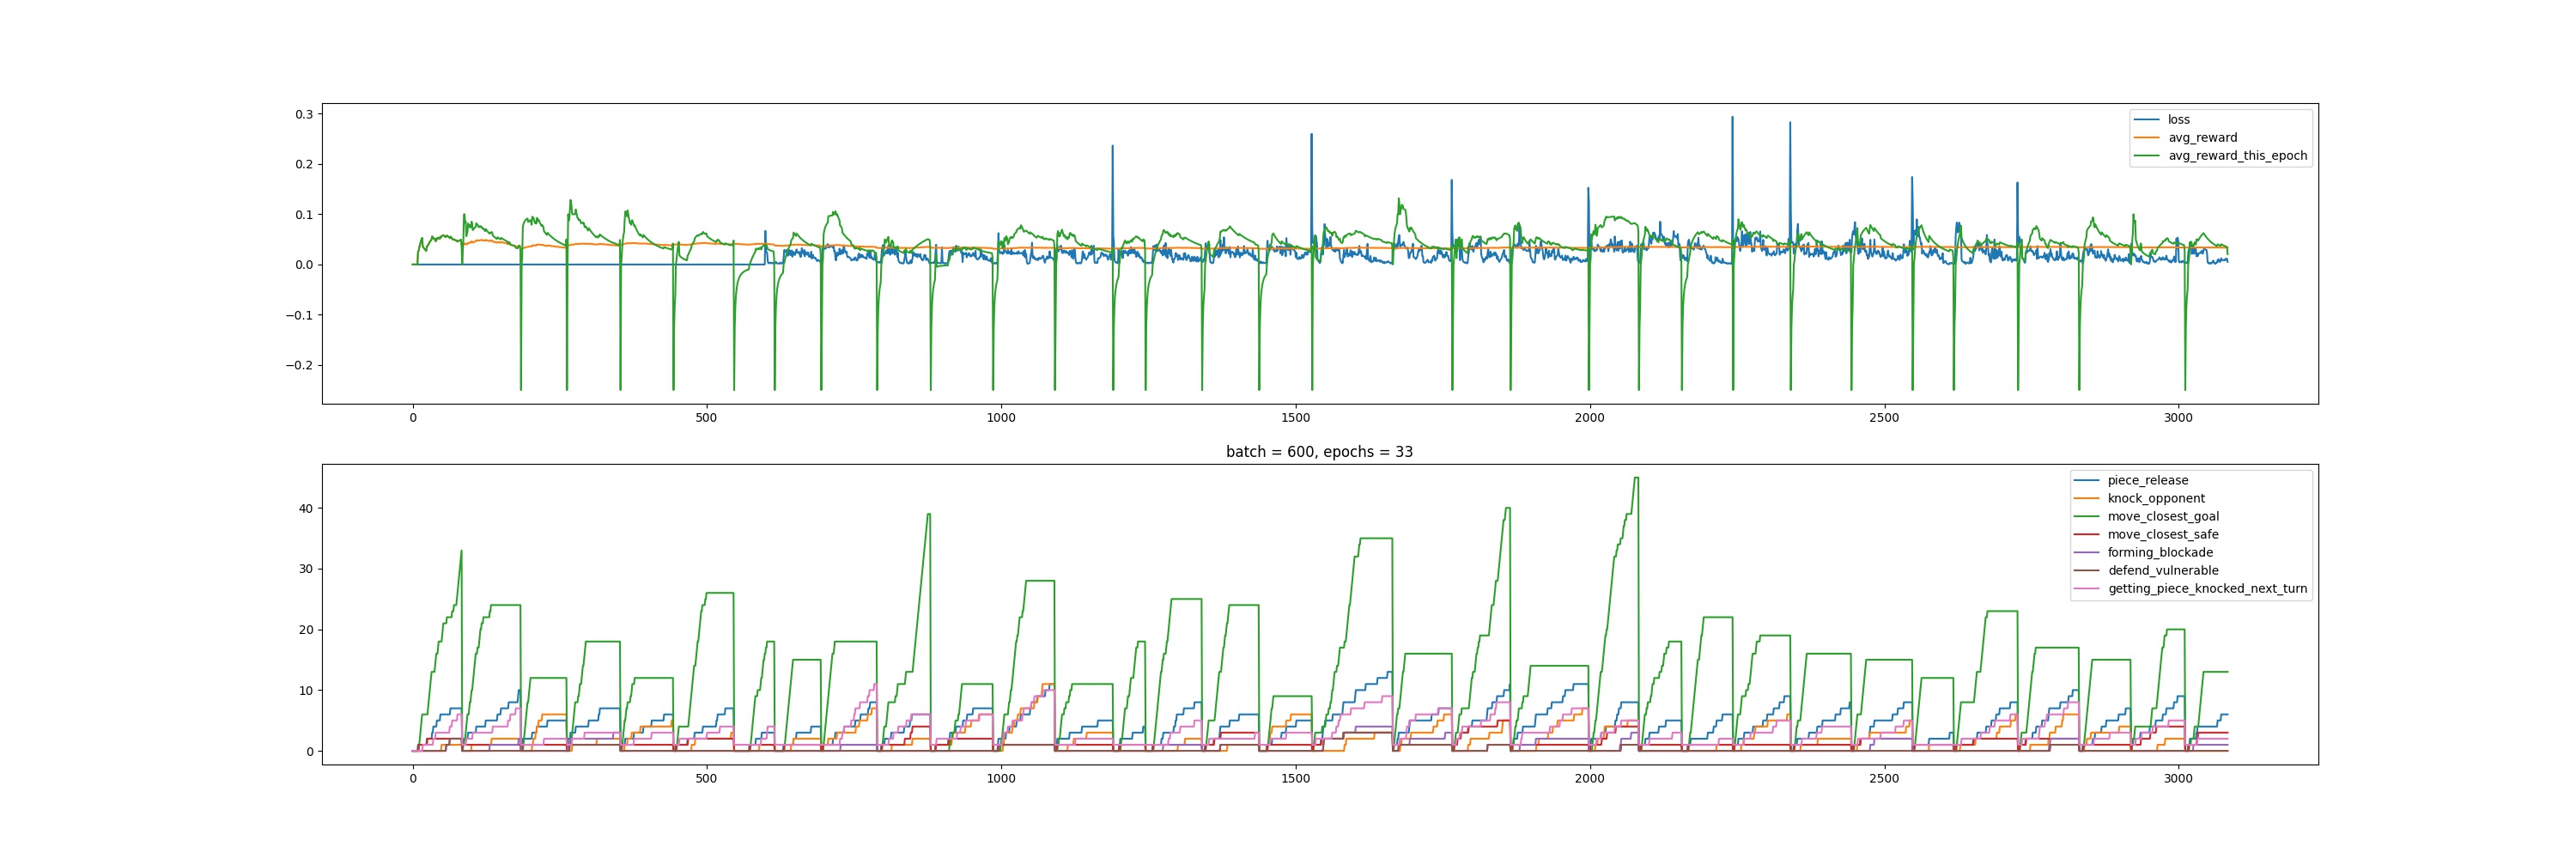 0.3
0.2
0.1
0.0
−0.1
−0.2
loss
avg_reward
avg_reward_this_epoch
0 500 1000 1500 2000 2500 3000
batch = 600, epochs = 33
40
30
20
10
0
piece_release
knock_opponent
move_closest_goal
move_closest_safe
forming_blockade
defend_vulnerable
getting_piece_knocked_next_turn
0 500 1000 1500 2000 2500 3000